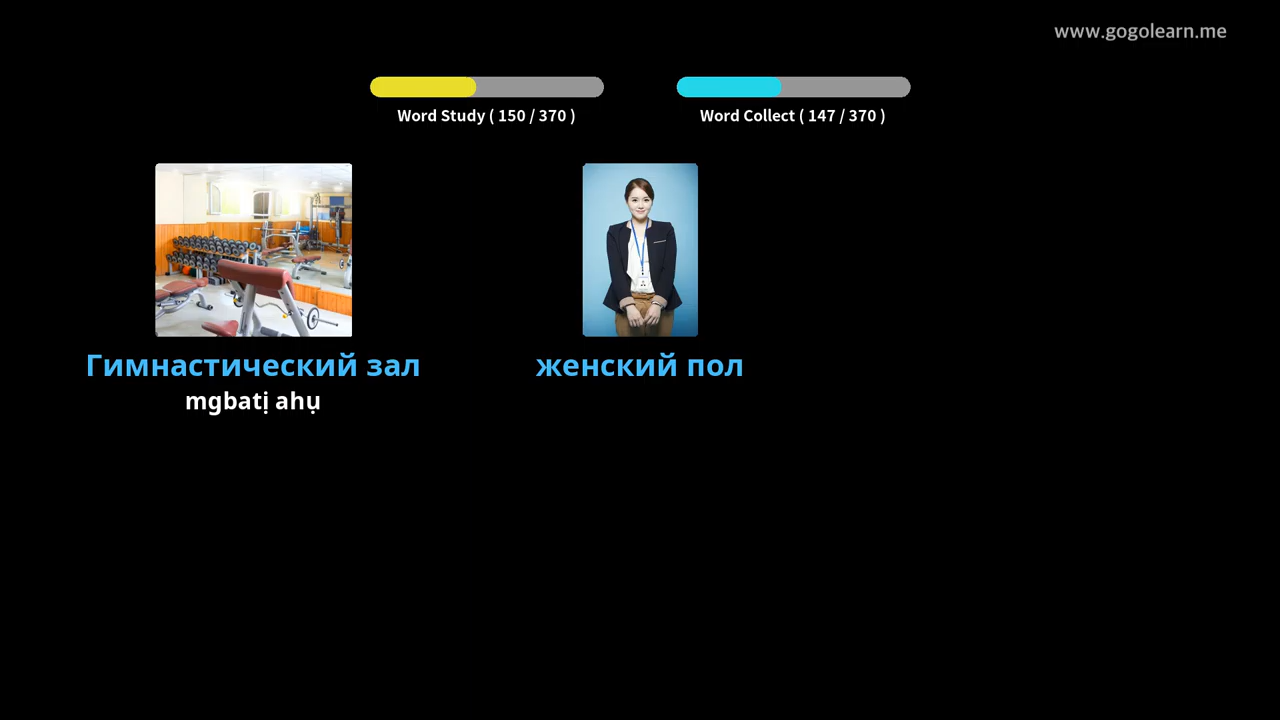 www.gogolearn.me
Word Study ( 150 / 370 )
Word Collect ( 147 / 370 )
Гимнастический зал
mgbatị ahụ
женский пол